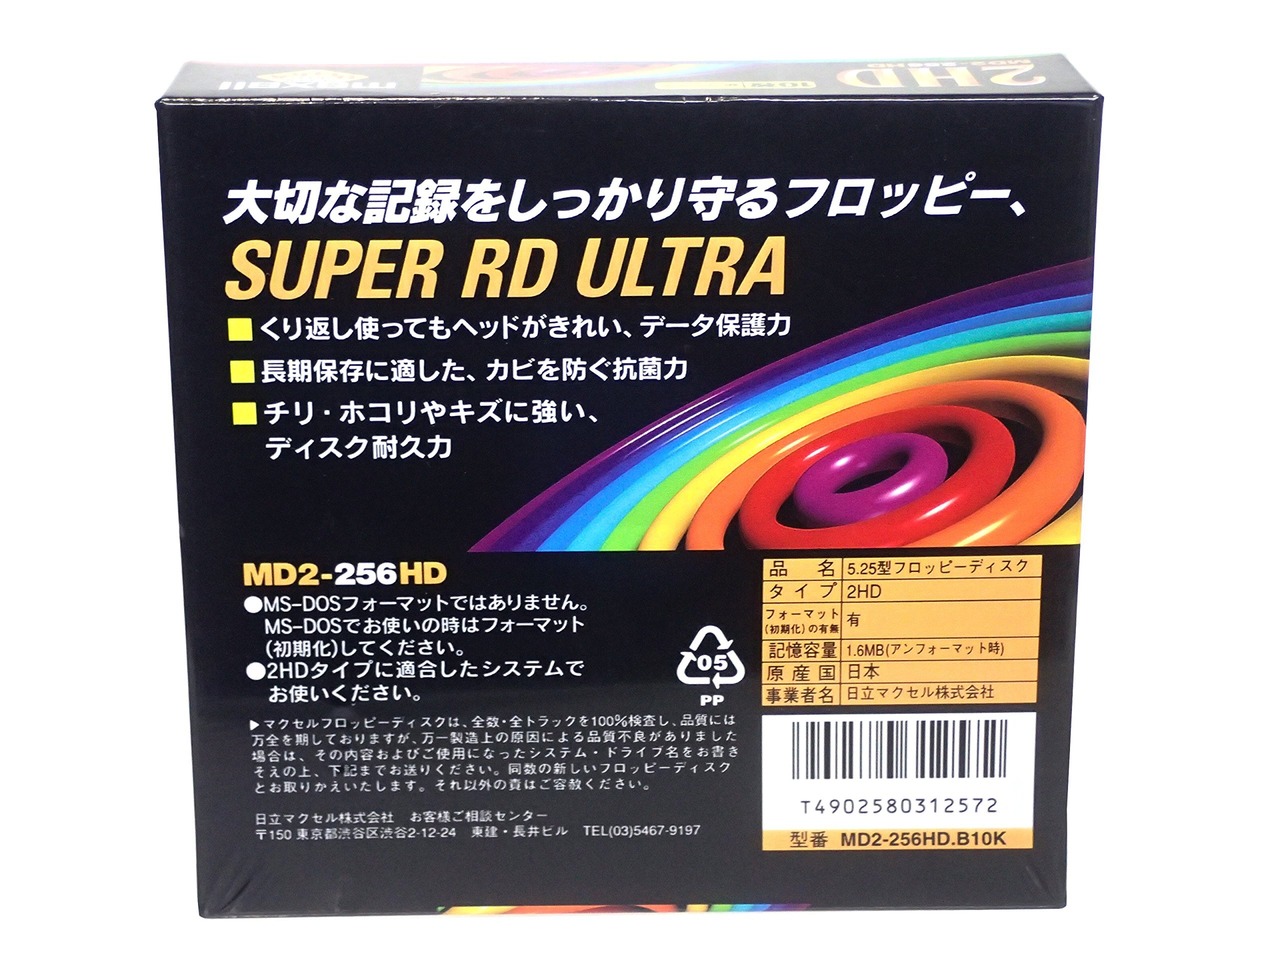 maxell
10枚
2HD
MD2-256HD
大切な記録をしっかり守るフロッピー、
SUPER RD ULTRA
くり返し使ってもヘッドがきれい、データ保護力
長期保存に適した、カビを防ぐ抗菌力
チリ・ホコリやキズに強い、
ディスク耐久力
MD2-256HD
●MS-DOSフォーマットではありません。
MS-DOSでお使いの時はフォーマット
(初期化)してください。
●2HDタイプに適合したシステムで
お使いください。
▶マクセルフロッピーディスクは、全数・全トラックを100%検査し、品質には
万全を期しておりますが、万一製造上の原因による品質不良がありました
場合は、その内容およびご使用になったシステム・ドライブ名をお書き
そえの上、下記までお送りください。同数の新しいフロッピーディスク
とお取りかえいたします。それ以外の責はご容赦ください。
日立マクセル株式会社 お客様ご相談センター
〒150 東京都渋谷区渋谷2-12-24 東建・長井ビル TEL(03)5467-9197
05
PP
品名 5.25型フロッピーディスク
タイプ 2HD
フォーマット(初期化)の有無 有
記憶容量 1.6MB(アンフォーマット時)
原産国 日本
事業者名 日立マクセル株式会社
T4902580312572
型番 MD2-256HD.B10K